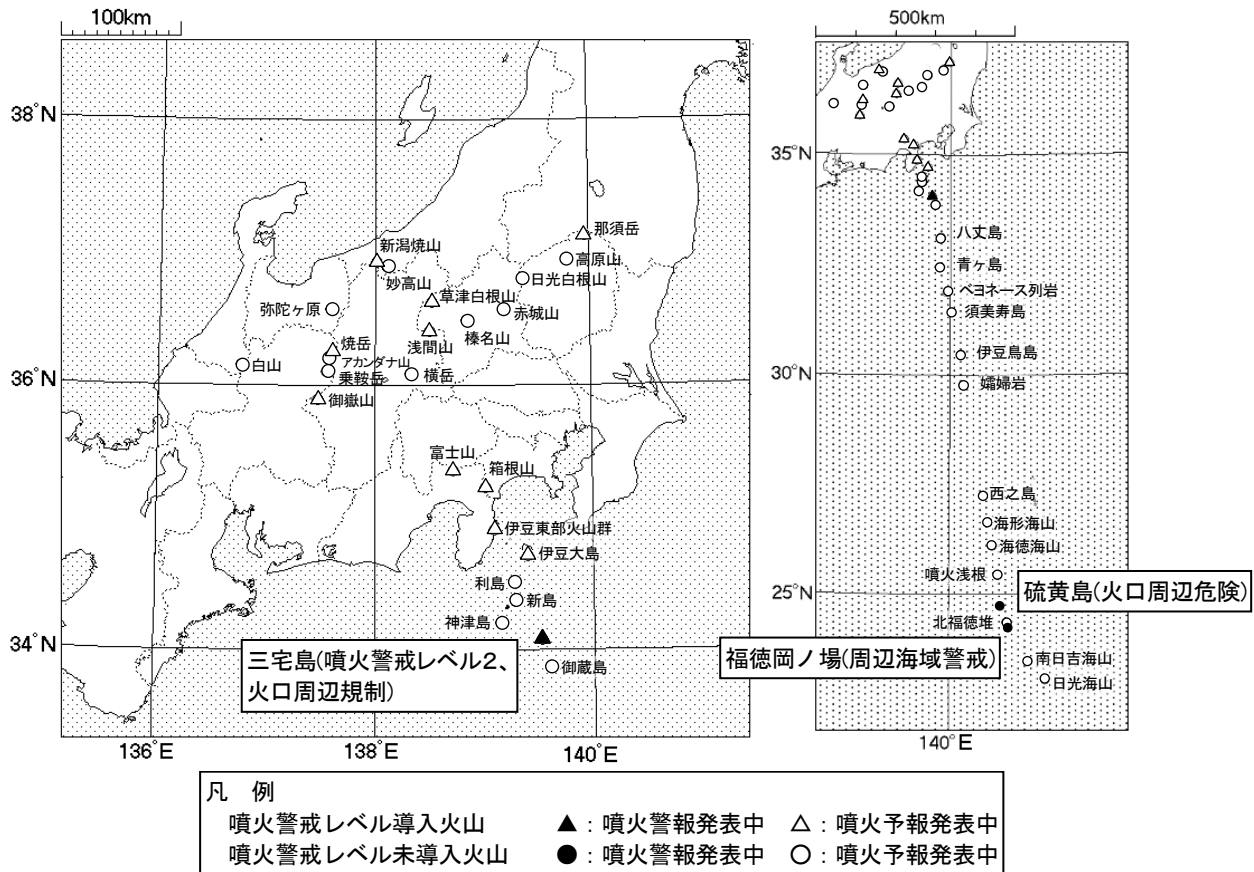 100km
38°N
36°N
34°N
136°E
138°E
140°E
那須岳
新潟焼山
高原山
妙高山
日光白根山
草津白根山
弥陀ヶ原
赤城山
榛名山
浅間山
焼岳
アカンダナ山
白山
乗鞍岳
横岳
御嶽山
富士山
箱根山
伊豆東部火山群
伊豆大島
利島
新島
神津島
三宅島(噴火警戒レベル2、
火口周辺規制)
御蔵島
500km
35°N
30°N
25°N
140°E
八丈島
青ヶ島
ベヨネース列岩
須美寿島
伊豆鳥島
孀婦岩
西之島
海形海山
海徳海山
噴火浅根
硫黄島(火口周辺危険)
北福徳堆
福徳岡ノ場(周辺海域警戒)
南日吉海山
日光海山
凡 例
噴火警戒レベル導入火山 ▲:噴火警報発表中 △:噴火予報発表中
噴火警戒レベル未導入火山 ●:噴火警報発表中 ○:噴火予報発表中